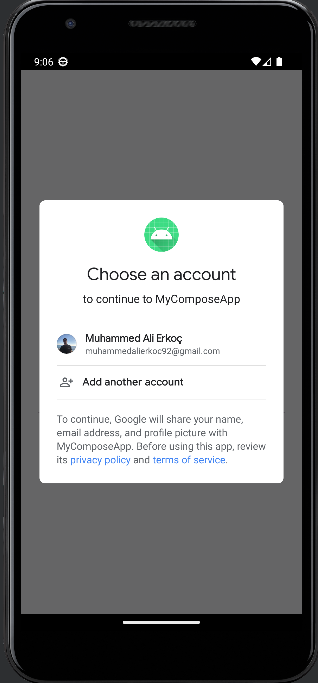 9:06
Choose an account
to continue to MyComposeApp
Muhammed Ali Erkoç
muhammedalierkoc92@gmail.com
Add another account
To continue, Google will share your name,
email address, and profile picture with
MyComposeApp. Before using this app, review
its privacy policy and terms of service.